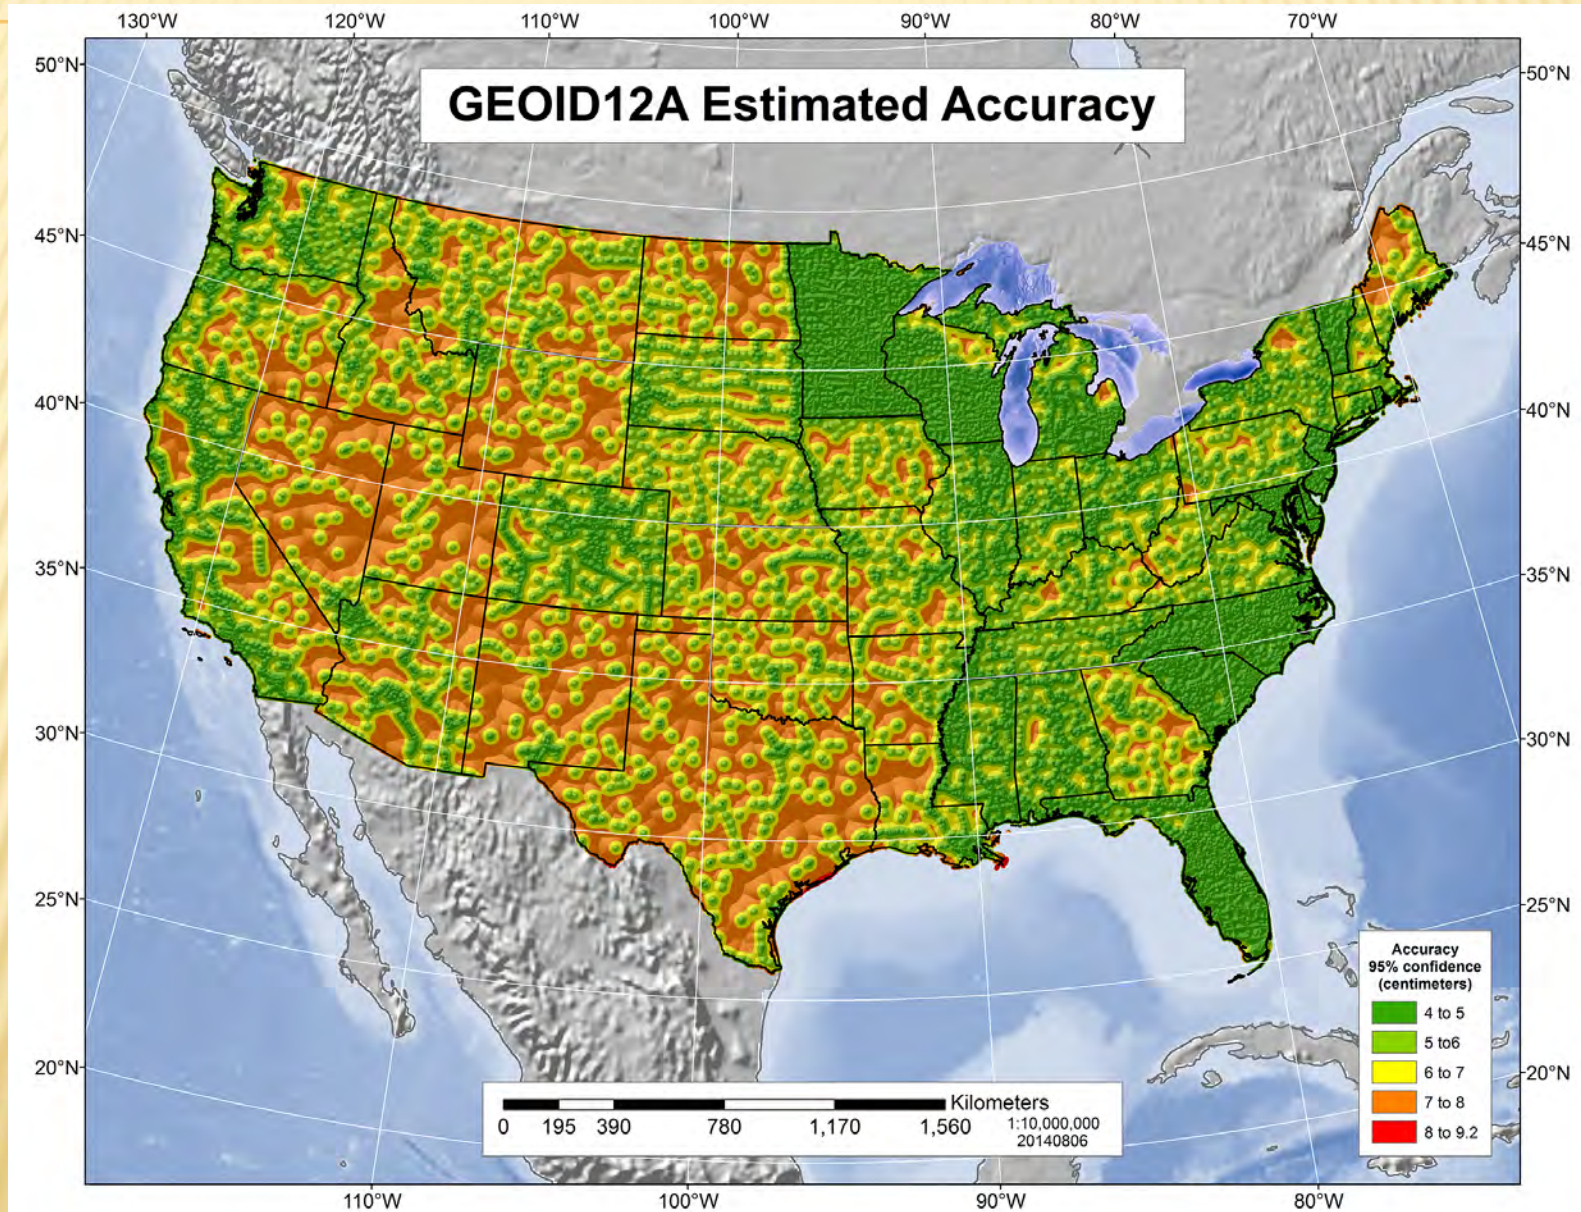 130°W 120°W 110°W 100°W 90°W 80°W 70°W
GEOID12A Estimated Accuracy
50°N 50°N
45°N 45°N
40°N 40°N
35°N 35°N
30°N 30°N
25°N 25°N
20°N 20°N
Accuracy
95% confidence
(centimeters)
4 to 5
5 to6
6 to 7
7 to 8
8 to 9.2
Kilometers
0 195 390 780 1,170 1,560
1:10,000,000
20140806
110°W 100°W 90°W 80°W